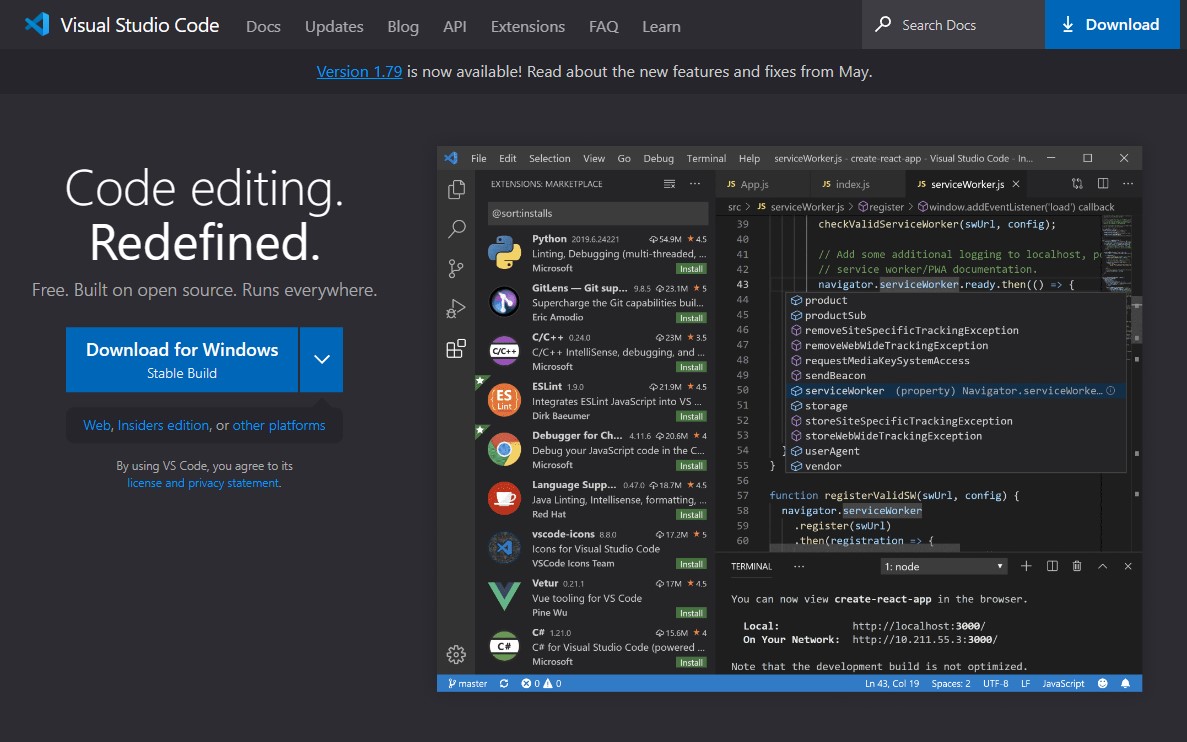 Visual Studio Code Docs Updates Blog API Extensions FAQ Learn Search Docs Download
Version 1.79 is now available! Read about the new features and fixes from May.
Code editing.
Redefined.
Free. Built on open source. Runs everywhere.
Download for Windows
Stable Build
Web, Insiders edition, or other platforms
By using VS Code, you agree to its
license and privacy statement.
File Edit Selection View Go Debug Terminal Help serviceWorker.js - create-react-app - Visual Studio Code - In...
EXTENSIONS: MARKETPLACE
@sort:installs
Python 2019.6.24221 54.9M 4.5
Linting, Debugging (multi-threaded, ...
Microsoft Install
GitLens — Git sup... 9.8.5 23.1M 5
Supercharge the Git capabilities buil...
Eric Amodio Install
C/C++
C/C++ 0.24.0 23M 3.5
C/C++ IntelliSense, debugging, and ...
Microsoft Install
ES
Lint
ESLint 1.9.0 21.9M 4.5
Integrates ESLint JavaScript into VS ...
Dirk Baeumer Install
Debugger for Ch... 4.11.6 20.6M 4
Debug your JavaScript code in the C...
Microsoft Install
Language Supp... 0.47.0 18.7M 4.5
Java Linting, Intellisense, formatting, ...
Red Hat Install
vscode-icons 8.8.0 17.2M 5
Icons for Visual Studio Code
VSCode Icons Team Install
Vetur 0.21.1 17M 4.5
Vue tooling for VS Code
Pine Wu Install
C#
C# 1.21.0 15.6M 4
C# for Visual Studio Code (powered ...
Microsoft Install
JS App.js JS index.js JS serviceWorker.js
src > JS serviceWorker.js > register > window.addEventListener('load') callback
39 checkValidServiceWorker(swUrl, config);
40
41 // Add some additional logging to localhost, po
42 // service worker/PWA documentation.
43 navigator.serviceWorker.ready.then(() => {
44 product
45 productSub
46 removeSiteSpecificTrackingException
47 removeWebWideTrackingException
48 requestMediaKeySystemAccess
49 sendBeacon
50 serviceWorker (property) Navigator.serviceWorke...
51 storage
52 storeSiteSpecificTrackingException
53 storeWebWideTrackingException
54 } userAgent
55 } vendor
56
57 function registerValidSW(swUrl, config) {
58 navigator.serviceWorker
59 .register(swUrl)
60 .then(registration => {
TERMINAL ... 1: node
You can now view create-react-app in the browser.
Local: http://localhost:3000/
On Your Network: http://10.211.55.3:3000/
Note that the development build is not optimized.
master 0 0 Ln 43, Col 19 Spaces: 2 UTF-8 LF JavaScript